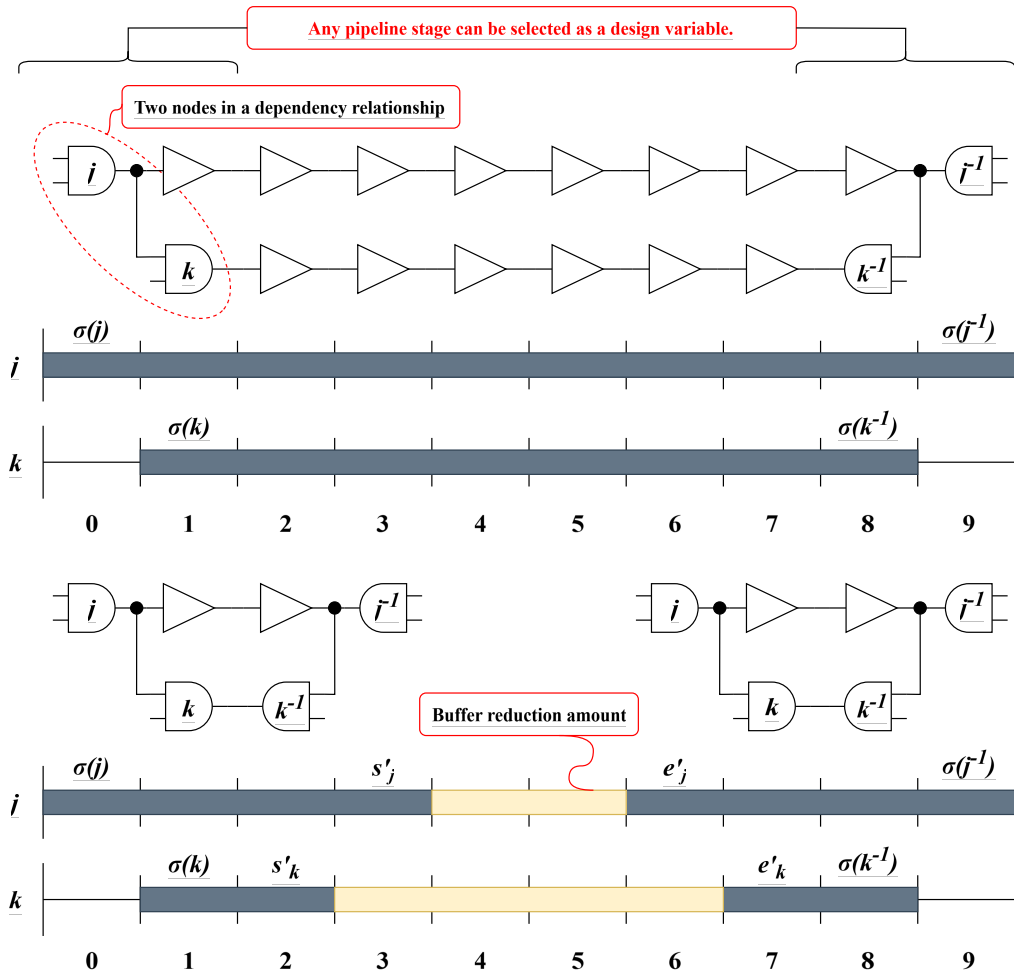 Any pipeline stage can be selected as a design variable.
Two nodes in a dependency relationship
j j⁻¹
k k⁻¹
σ(j) σ(j⁻¹)
j
σ(k) σ(k⁻¹)
k
0 1 2 3 4 5 6 7 8 9
j j⁻¹ j j⁻¹
k k⁻¹ k k⁻¹
Buffer reduction amount
σ(j) s'ⱼ e'ⱼ σ(j⁻¹)
j
σ(k) s'ₖ e'ₖ σ(k⁻¹)
k
0 1 2 3 4 5 6 7 8 9